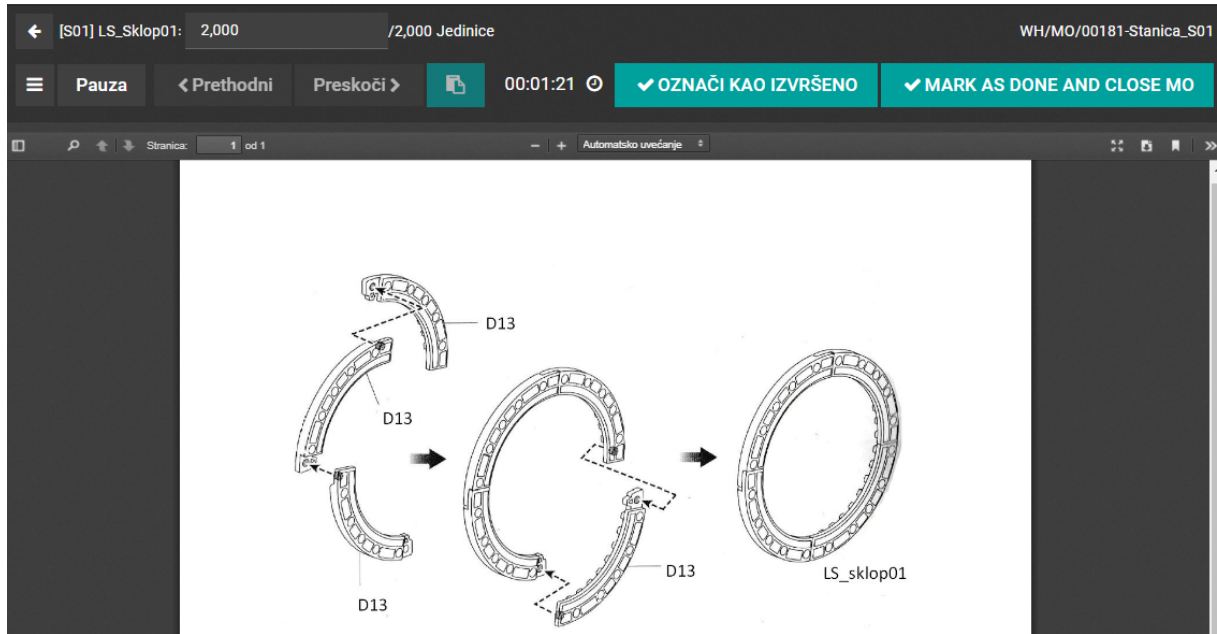 [S01] LS_Sklop01: 2,000 /2,000 Jedinice WH/MO/00181-Stanica_S01
Pauza Prethodni Preskoči 00:01:21 OZNAČI KAO IZVRŠENO MARK AS DONE AND CLOSE MO
Stranica: 1 od 1 Automatsko uvećanje
D13
D13
D13
D13
LS_sklop01